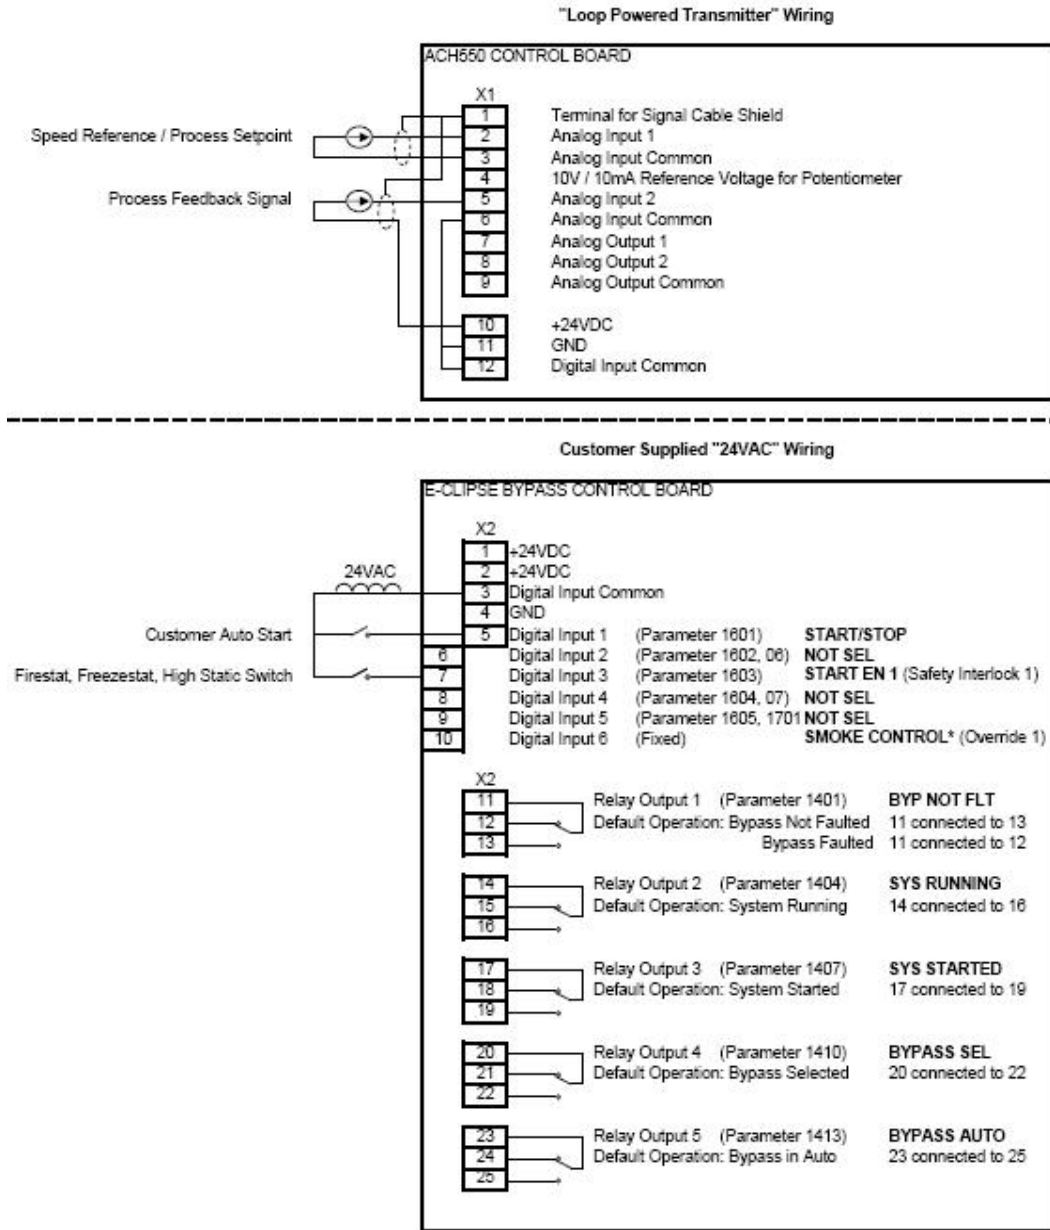 "Loop Powered Transmitter" Wiring
ACH550 CONTROL BOARD
X1
1 Terminal for Signal Cable Shield
Speed Reference / Process Setpoint 2 Analog Input 1
3 Analog Input Common
4 10V / 10mA Reference Voltage for Potentiometer
Process Feedback Signal 5 Analog Input 2
6 Analog Input Common
7 Analog Output 1
8 Analog Output 2
9 Analog Output Common
10 +24VDC
11 GND
12 Digital Input Common
Customer Supplied "24VAC" Wiring
E-CLIPSE BYPASS CONTROL BOARD
X2
1 +24VDC
24VAC 2 +24VDC
3 Digital Input Common
4 GND
Customer Auto Start 5 Digital Input 1 (Parameter 1601) START/STOP
6 Digital Input 2 (Parameter 1602, 06) NOT SEL
Firestat, Freezestat, High Static Switch 7 Digital Input 3 (Parameter 1603) START EN 1 (Safety Interlock 1)
8 Digital Input 4 (Parameter 1604, 07) NOT SEL
9 Digital Input 5 (Parameter 1605, 1701 NOT SEL
10 Digital Input 6 (Fixed) SMOKE CONTROL* (Override 1)
X2
11 Relay Output 1 (Parameter 1401) BYP NOT FLT
12 Default Operation: Bypass Not Faulted 11 connected to 13
13 Bypass Faulted 11 connected to 12
14 Relay Output 2 (Parameter 1404) SYS RUNNING
15 Default Operation: System Running 14 connected to 16
16
17 Relay Output 3 (Parameter 1407) SYS STARTED
18 Default Operation: System Started 17 connected to 19
19
20 Relay Output 4 (Parameter 1410) BYPASS SEL
21 Default Operation: Bypass Selected 20 connected to 22
22
23 Relay Output 5 (Parameter 1413) BYPASS AUTO
24 Default Operation: Bypass in Auto 23 connected to 25
25